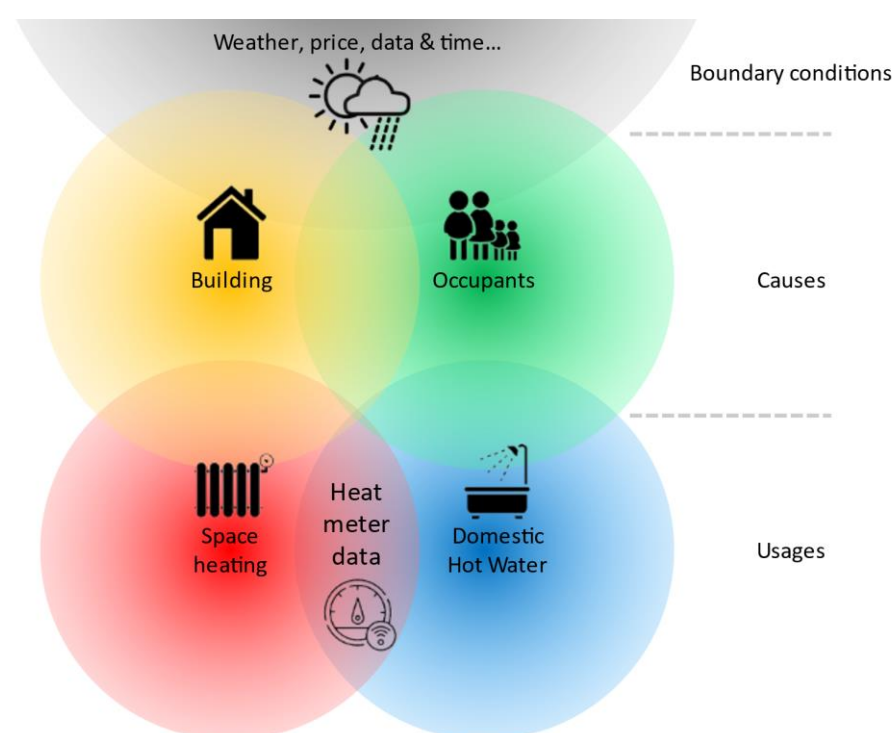 Weather, price, data & time…
Boundary conditions
Building
Occupants
Causes
Heat
meter
data
Space
heating
Domestic
Hot Water
Usages